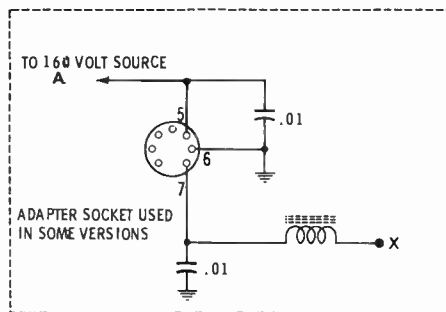 TO 160 VOLT SOURCE
A
5
.01
6
7
ADAPTER SOCKET USED
IN SOME VERSIONS
X
.01